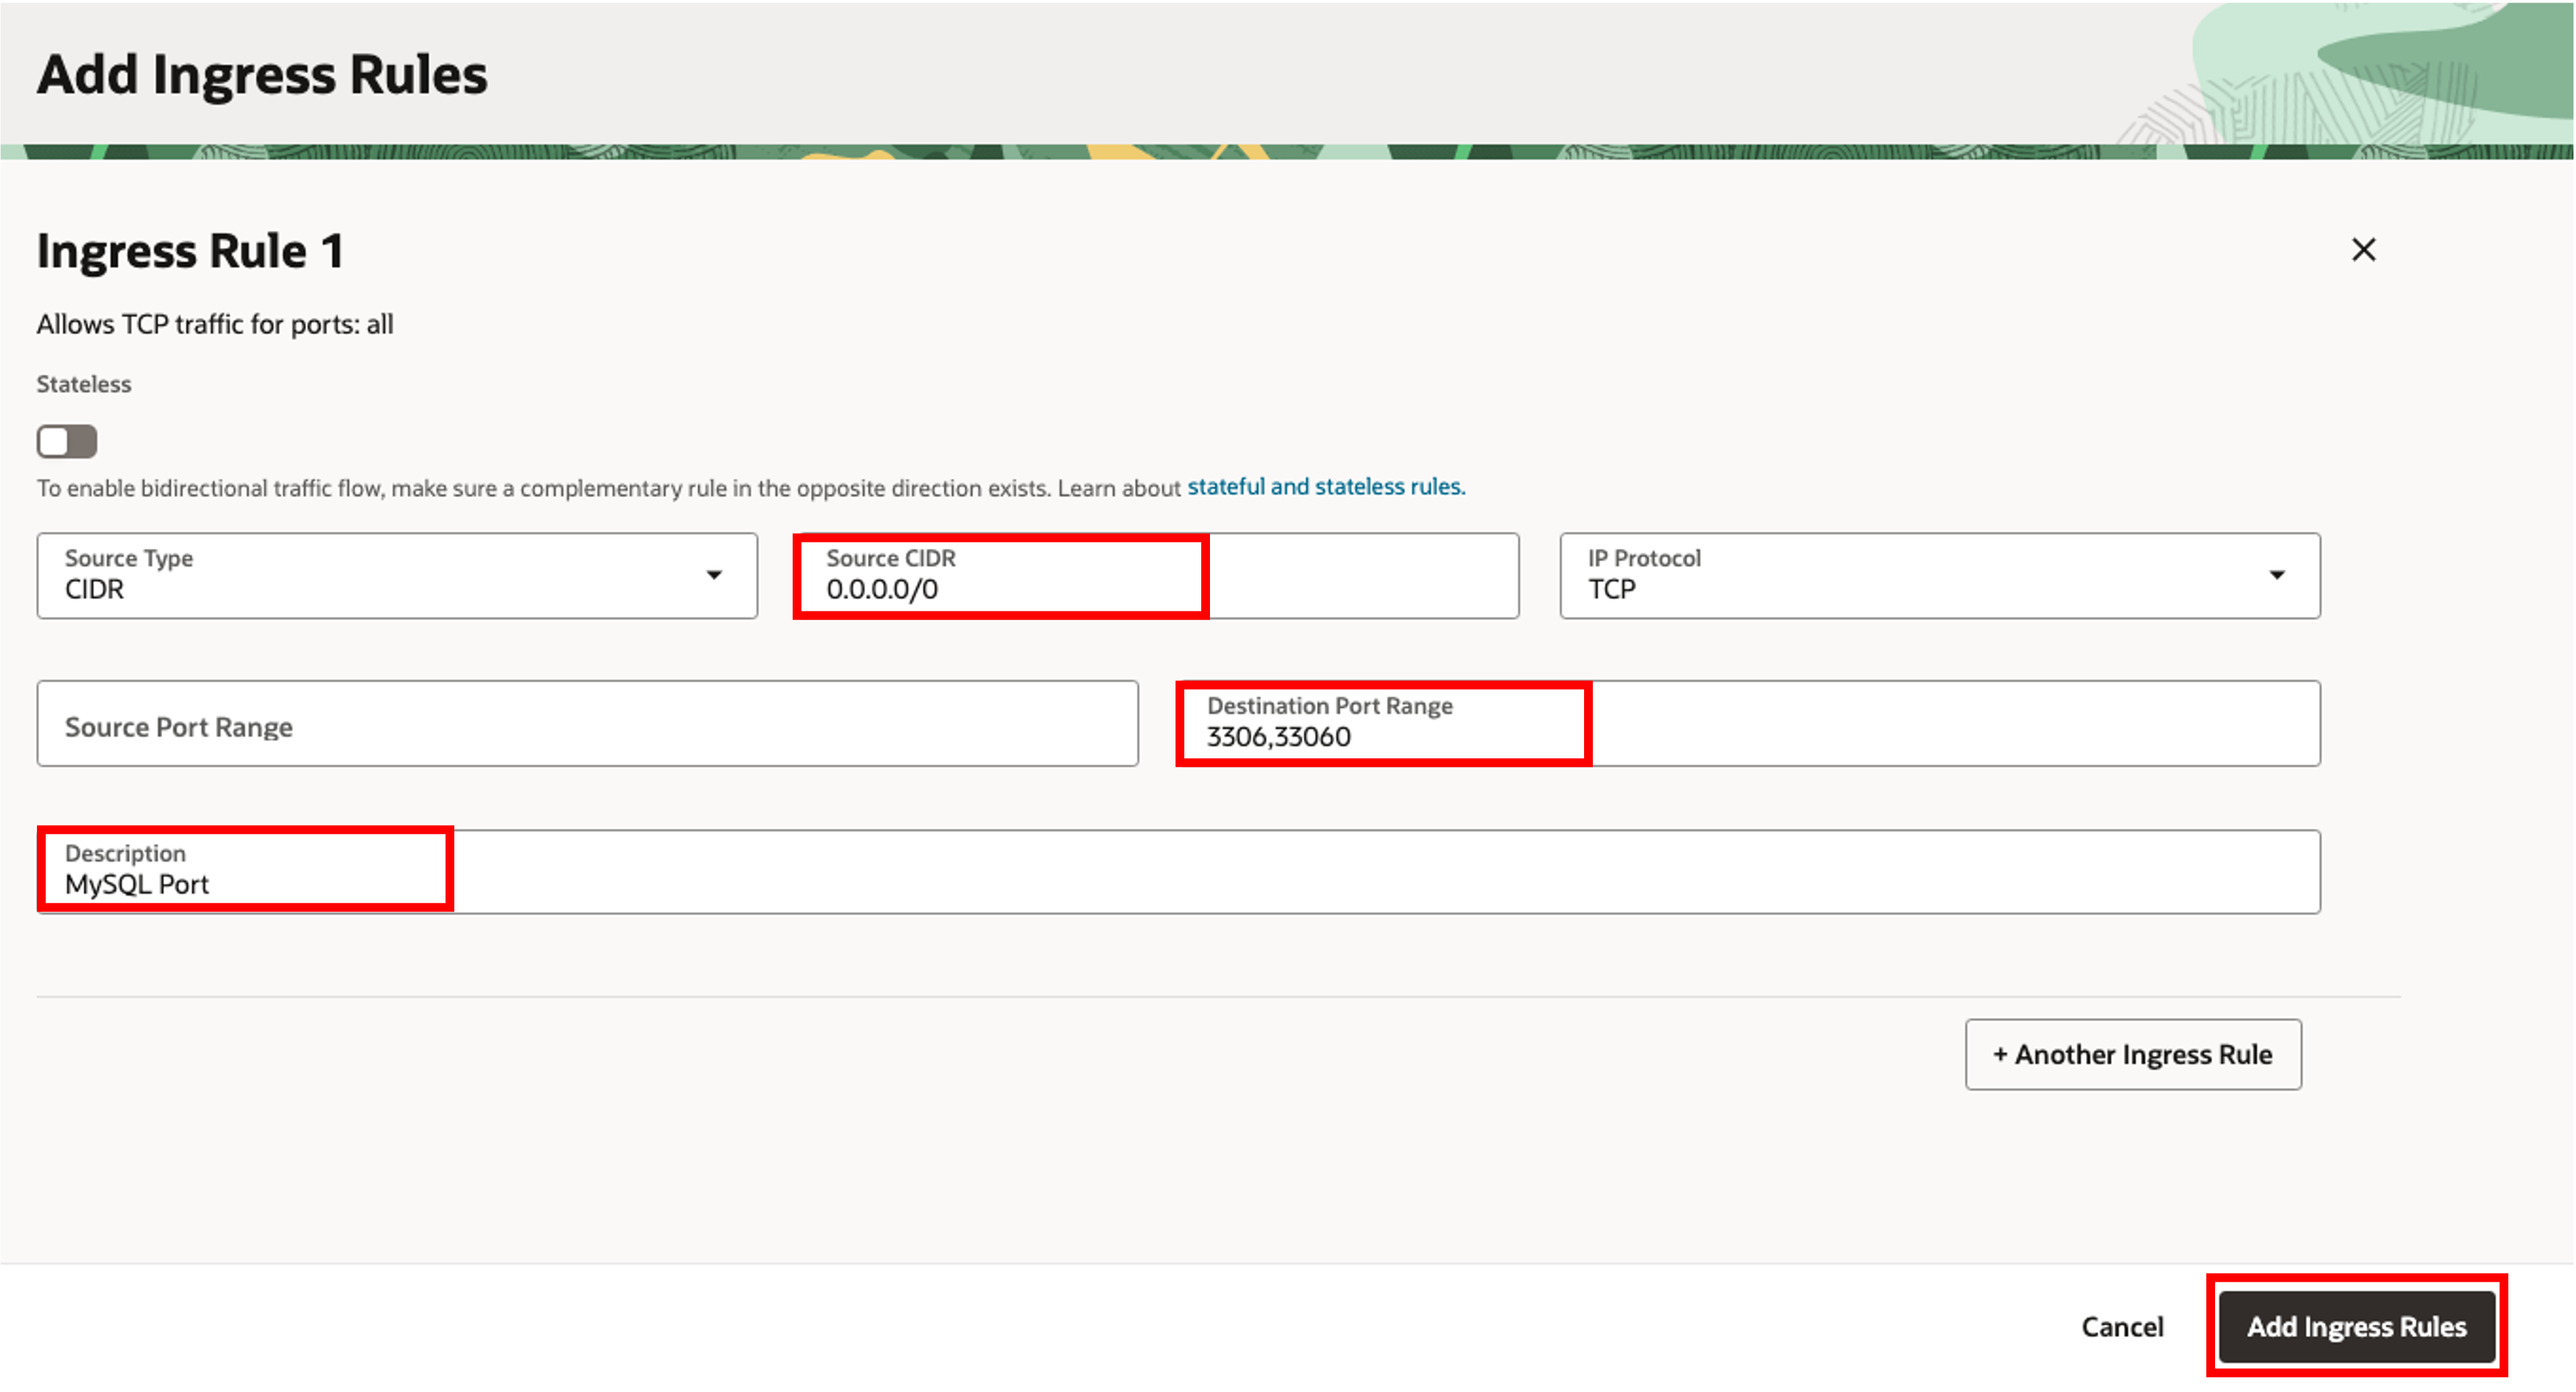 Add Ingress Rules
Ingress Rule 1
Allows TCP traffic for ports: all
Stateless
To enable bidirectional traffic flow, make sure a complementary rule in the opposite direction exists. Learn about stateful and stateless rules.
Source Type
CIDR
Source CIDR
0.0.0.0/0
IP Protocol
TCP
Source Port Range
Destination Port Range
3306,33060
Description
MySQL Port
+ Another Ingress Rule
Cancel
Add Ingress Rules